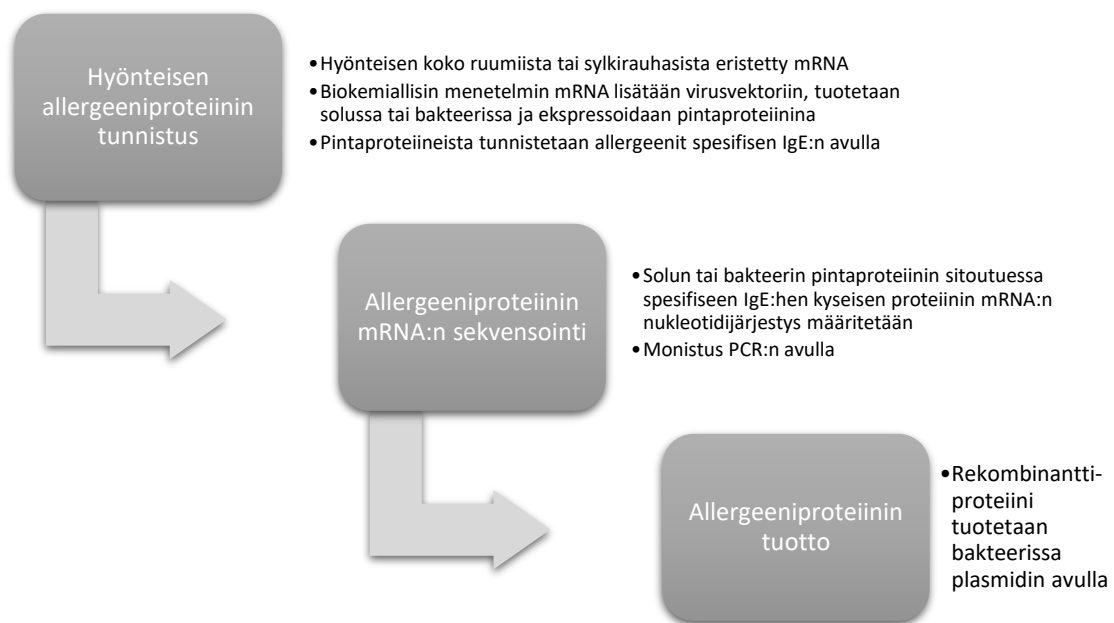 Hyönteisen
allergeeniproteiinin
tunnistus
•Hyönteisen koko ruumiista tai sylkirauhasista eristetty mRNA
•Biokemiallisin menetelmin mRNA lisätään virusvektoriin, tuotetaan
solussa tai bakteerissa ja ekspressoidaan pintaproteiinina
•Pintaproteiineista tunnistetaan allergeenit spesifisen IgE:n avulla
Allergeeniproteiinin
mRNA:n sekvensointi
•Solun tai bakteerin pintaproteiinin sitoutuessa
spesifiseen IgE:hen kyseisen proteiinin mRNA:n
nukleotidijärjestys määritetään
•Monistus PCR:n avulla
Allergeeniproteiinin
tuotto
•Rekombinantti-
proteiini
tuotetaan
bakteerissa
plasmidin avulla